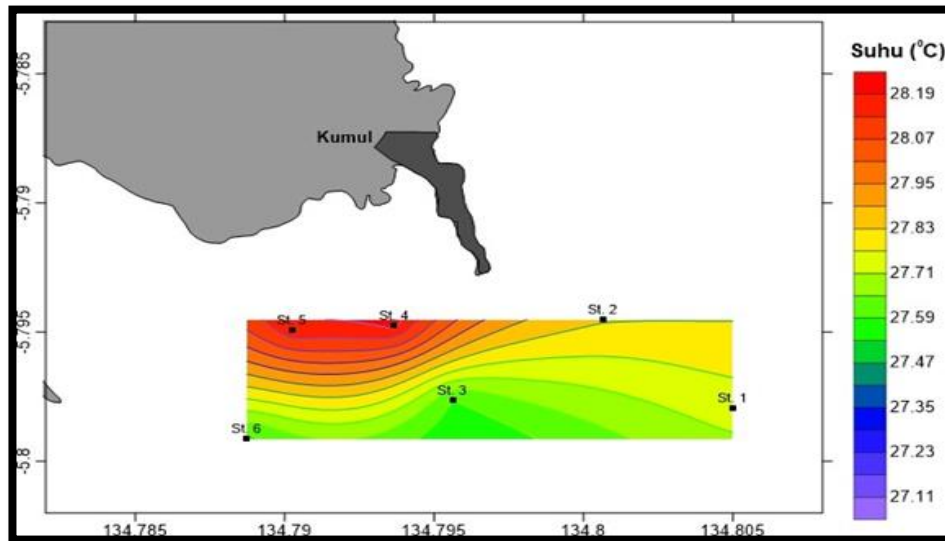 Suhu (°C)
-5.785
28.19
28.07
Kumul
27.95
-5.79
27.83
27.71
St. 5
St. 4
St. 2
-5.795
27.59
27.47
St. 3
St. 1
27.35
St. 6
27.23
-5.8
27.11
134.785
134.79
134.795
134.8
134.805